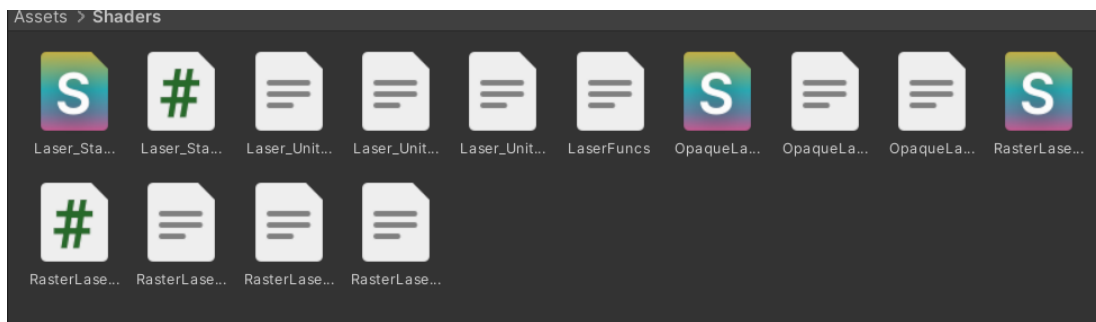 Assets > Shaders
Laser_Sta... Laser_Sta... Laser_Unit... Laser_Unit... Laser_Unit... LaserFuncs OpaqueLa... OpaqueLa... OpaqueLa... RasterLase...
RasterLase... RasterLase... RasterLase... RasterLase...